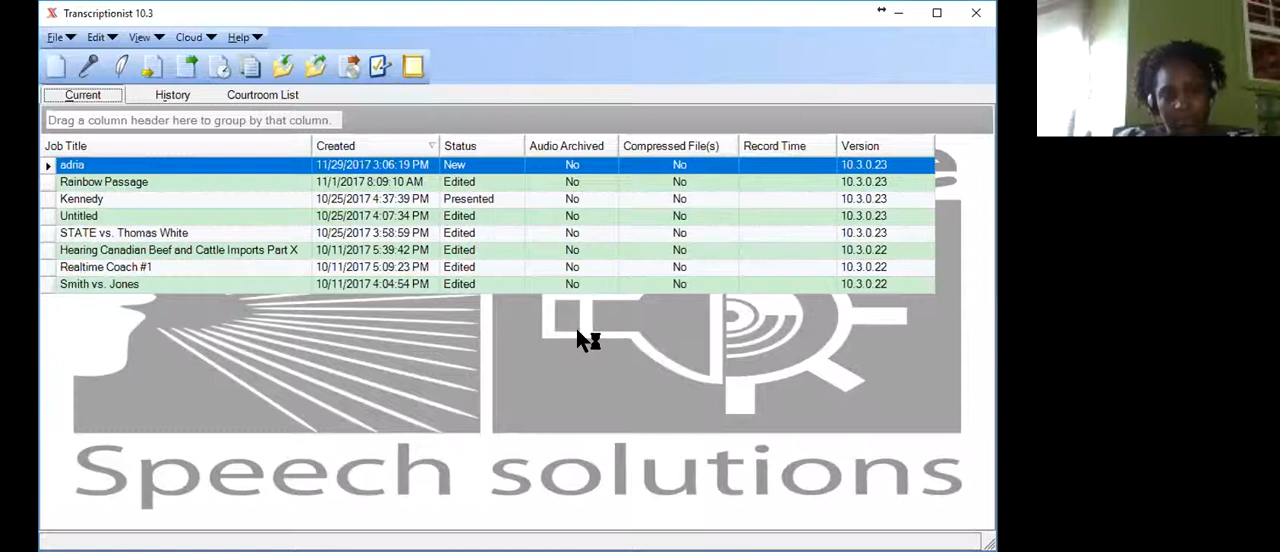 Transcriptionist 10.3
File Edit View Cloud Help
Current History Courtroom List
Drag a column header here to group by that column.
Job Title Created Status Audio Archived Compressed File(s) Record Time Version
adria 11/29/2017 3:06:19 PM New No No 10.3.0.23
Rainbow Passage 11/1/2017 8:09:10 AM Edited No No 10.3.0.23
Kennedy 10/25/2017 4:37:39 PM Presented No No 10.3.0.23
Untitled 10/25/2017 4:07:34 PM Edited No No 10.3.0.23
STATE vs. Thomas White 10/25/2017 3:58:59 PM Edited No No 10.3.0.23
Hearing Canadian Beef and Cattle Imports Part X 10/11/2017 5:39:42 PM Edited No No 10.3.0.22
Realtime Coach #1 10/11/2017 5:09:23 PM Edited No No 10.3.0.22
Smith vs. Jones 10/11/2017 4:04:54 PM Edited No No 10.3.0.22
Speech solutions